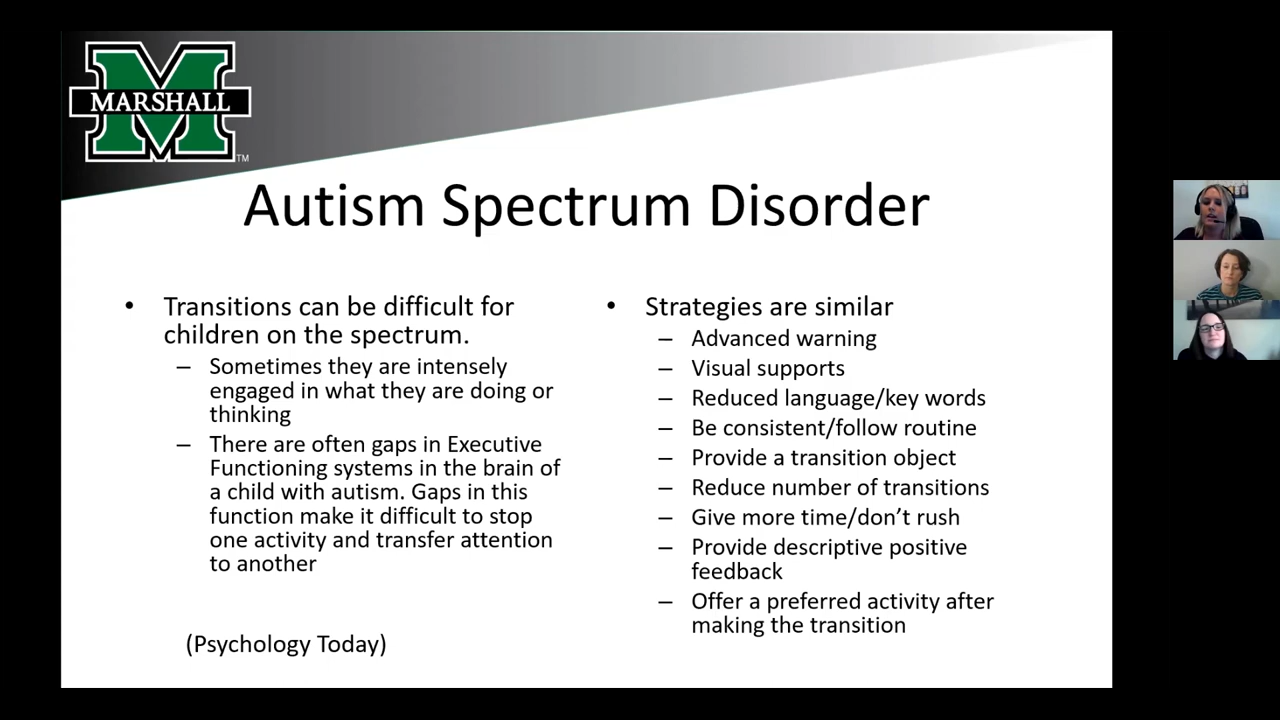 MARSHALL
TM
Autism Spectrum Disorder
• Transitions can be difficult for
children on the spectrum.
– Sometimes they are intensely
engaged in what they are doing or
thinking
– There are often gaps in Executive
Functioning systems in the brain of
a child with autism. Gaps in this
function make it difficult to stop
one activity and transfer attention
to another
(Psychology Today)
• Strategies are similar
– Advanced warning
– Visual supports
– Reduced language/key words
– Be consistent/follow routine
– Provide a transition object
– Reduce number of transitions
– Give more time/don’t rush
– Provide descriptive positive
feedback
– Offer a preferred activity after
making the transition